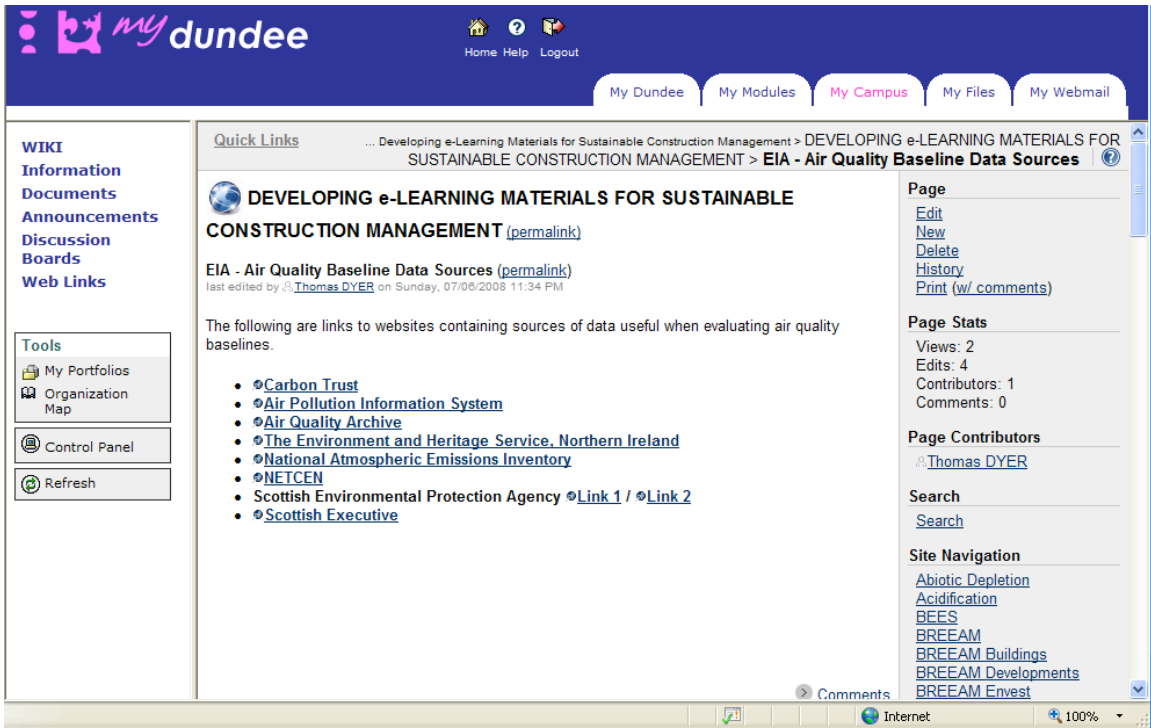 my dundee
Home Help Logout
My Dundee My Modules My Campus My Files My Webmail
WIKI
Information
Documents
Announcements
Discussion
Boards
Web Links
Tools
My Portfolios
Organization
Map
Control Panel
Refresh
Quick Links
... Developing e-Learning Materials for Sustainable Construction Management > DEVELOPING e-LEARNING MATERIALS FOR
SUSTAINABLE CONSTRUCTION MANAGEMENT > EIA - Air Quality Baseline Data Sources
DEVELOPING e-LEARNING MATERIALS FOR SUSTAINABLE
CONSTRUCTION MANAGEMENT (permalink)
EIA - Air Quality Baseline Data Sources (permalink)
last edited by Thomas DYER on Sunday, 07/06/2008 11:34 PM
The following are links to websites containing sources of data useful when evaluating air quality
baselines.
• Carbon Trust
• Air Pollution Information System
• Air Quality Archive
• The Environment and Heritage Service, Northern Ireland
• National Atmospheric Emissions Inventory
• NETCEN
• Scottish Environmental Protection Agency Link 1 / Link 2
• Scottish Executive
Comments
Page
Edit
New
Delete
History
Print (w/ comments)
Page Stats
Views: 2
Edits: 4
Contributors: 1
Comments: 0
Page Contributors
Thomas DYER
Search
Search
Site Navigation
Abiotic Depletion
Acidification
BEES
BREEAM
BREEAM Buildings
BREEAM Developments
BREEAM Envest
Internet
100%